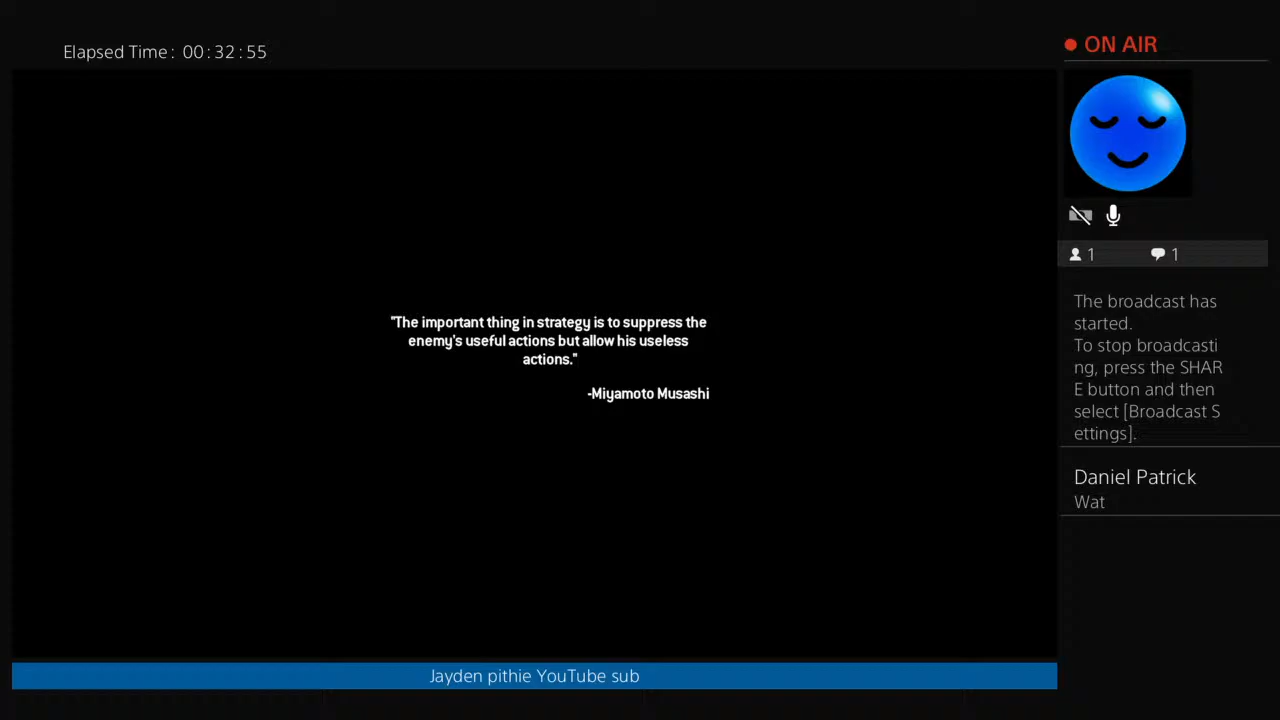 Elapsed Time: 00:32:55
ON AIR
1 1
"The important thing in strategy is to suppress the
enemy's useful actions but allow his useless
actions."
-Miyamoto Musashi
The broadcast has
started.
To stop broadcasti
ng, press the SHAR
E button and then
select [Broadcast S
ettings].
Daniel Patrick
Wat
Jayden pithie YouTube sub